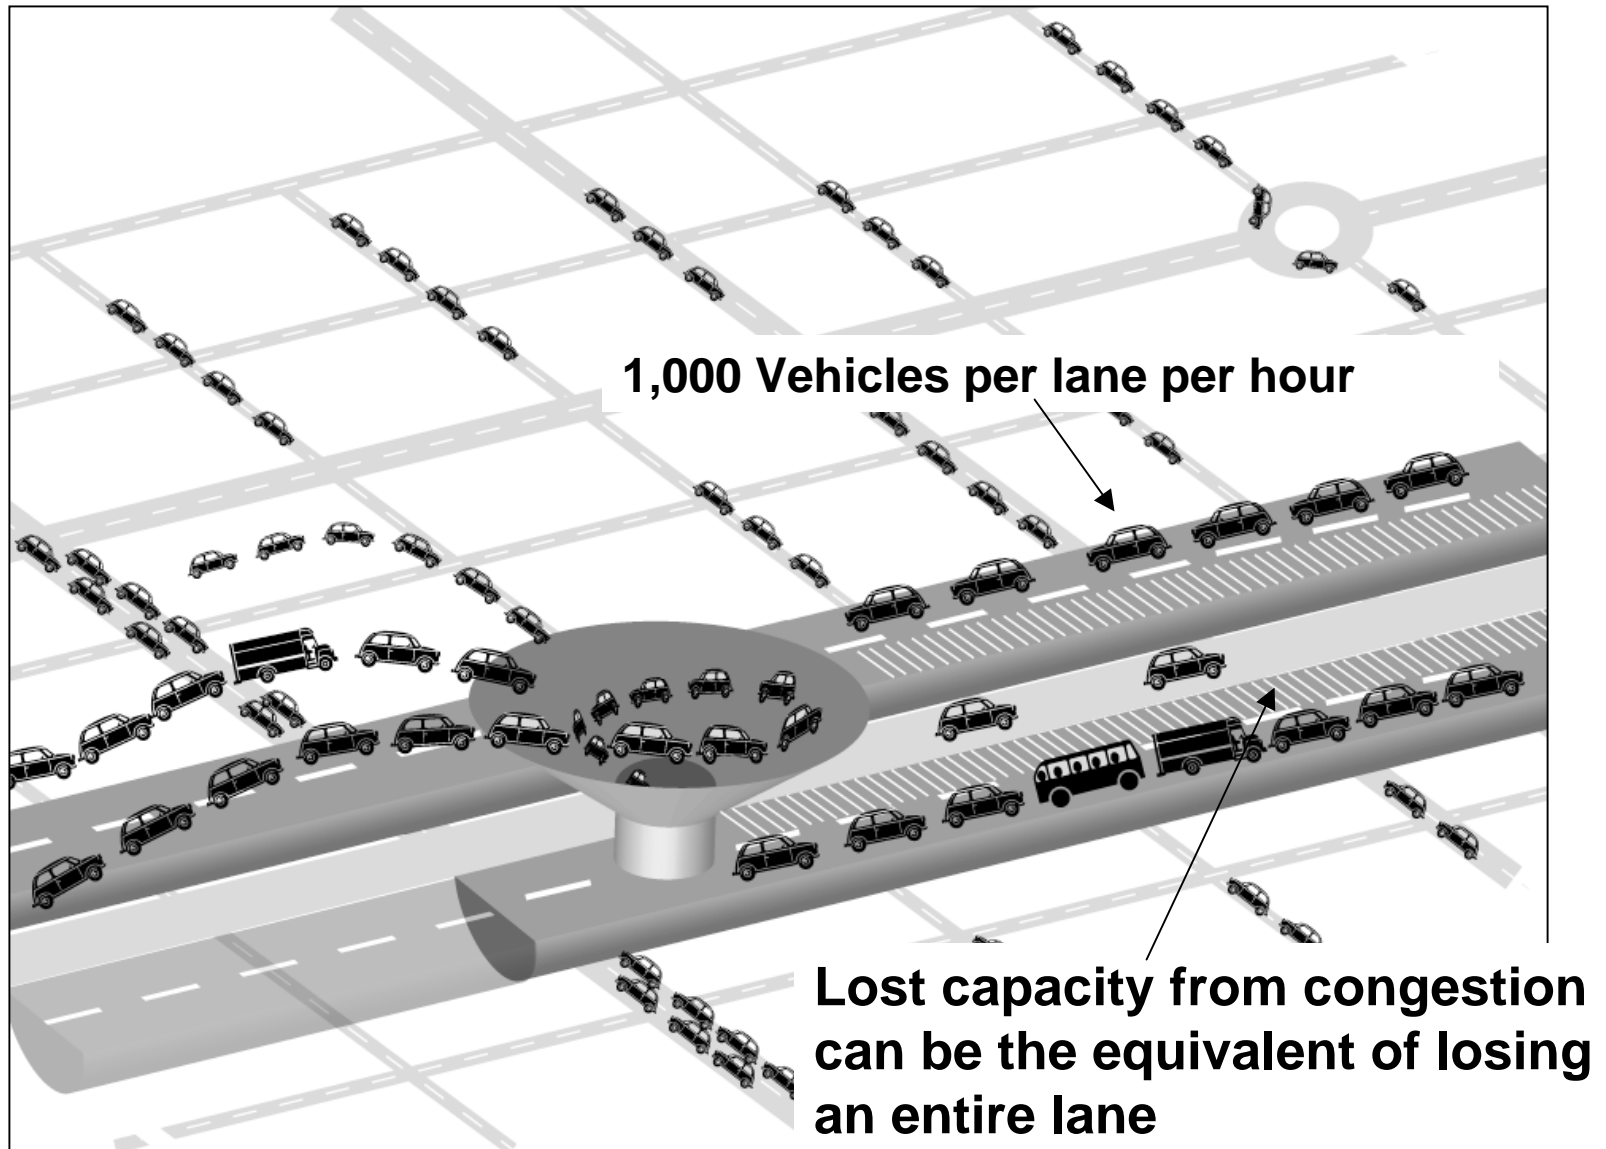 1,000 Vehicles per lane per hour
Lost capacity from congestion
can be the equivalent of losing
an entire lane